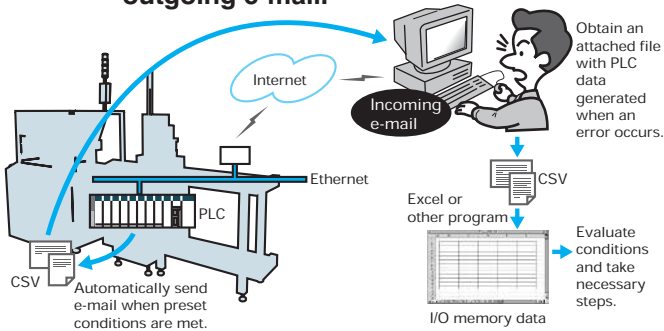 outgoing e-mail.
Internet
Incoming
e-mail
Obtain an
attached file
with PLC
data
generated
when an
error occurs.
Ethernet
PLC
CSV
Automatically send
e-mail when preset
conditions are met.
CSV
Excel or
other program
I/O memory data
Evaluate
conditions
and take
necessary
steps.